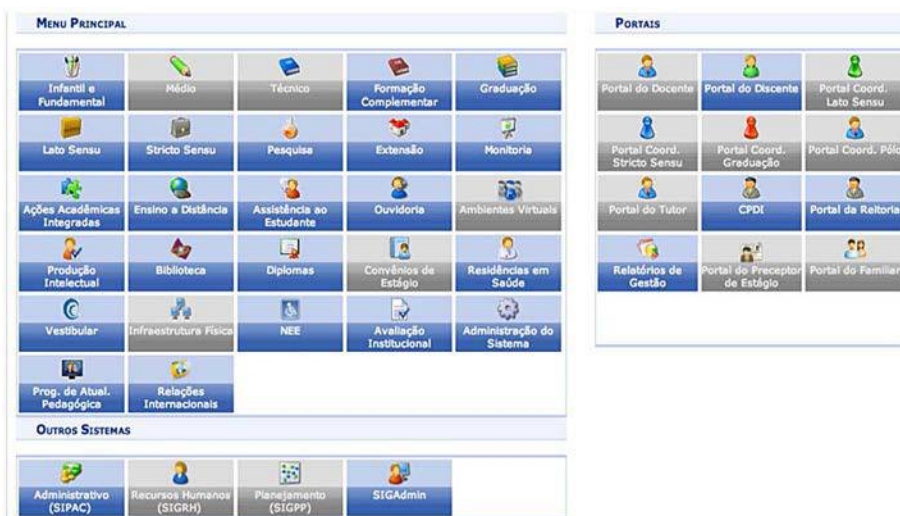 MENU PRINCIPAL
Infantil e
Fundamental
Médio
Técnico
Formação
Complementar
Graduação
Lato Sensu
Stricto Sensu
Pesquisa
Extensão
Monitoria
Ações Acadêmicas
Integradas
Ensino a Distância
Assistência ao
Estudante
Ouvidoria
Ambientes Virtuais
Produção
Intelectual
Biblioteca
Diplomas
Convênios de
Estágio
Residências em
Saúde
Vestibular
Infraestrutura Física
NEE
Avaliação
Institucional
Administração do
Sistema
Prog. de Atual.
Pedagógica
Relações
Internacionais
OUTROS SISTEMAS
Administrativo
(SIPAC)
Recursos Humanos
(SIGRH)
Planejamento
(SIGPP)
SIGAdmin
PORTAIS
Portal do Docente
Portal do Discente
Portal Coord.
Lato Sensu
Portal Coord.
Stricto Sensu
Portal Coord.
Graduação
Portal Coord. Pólo
Portal do Tutor
CPDI
Portal da Reitoria
Relatórios de
Gestão
Portal do Preceptor
de Estágio
Portal do Familiar